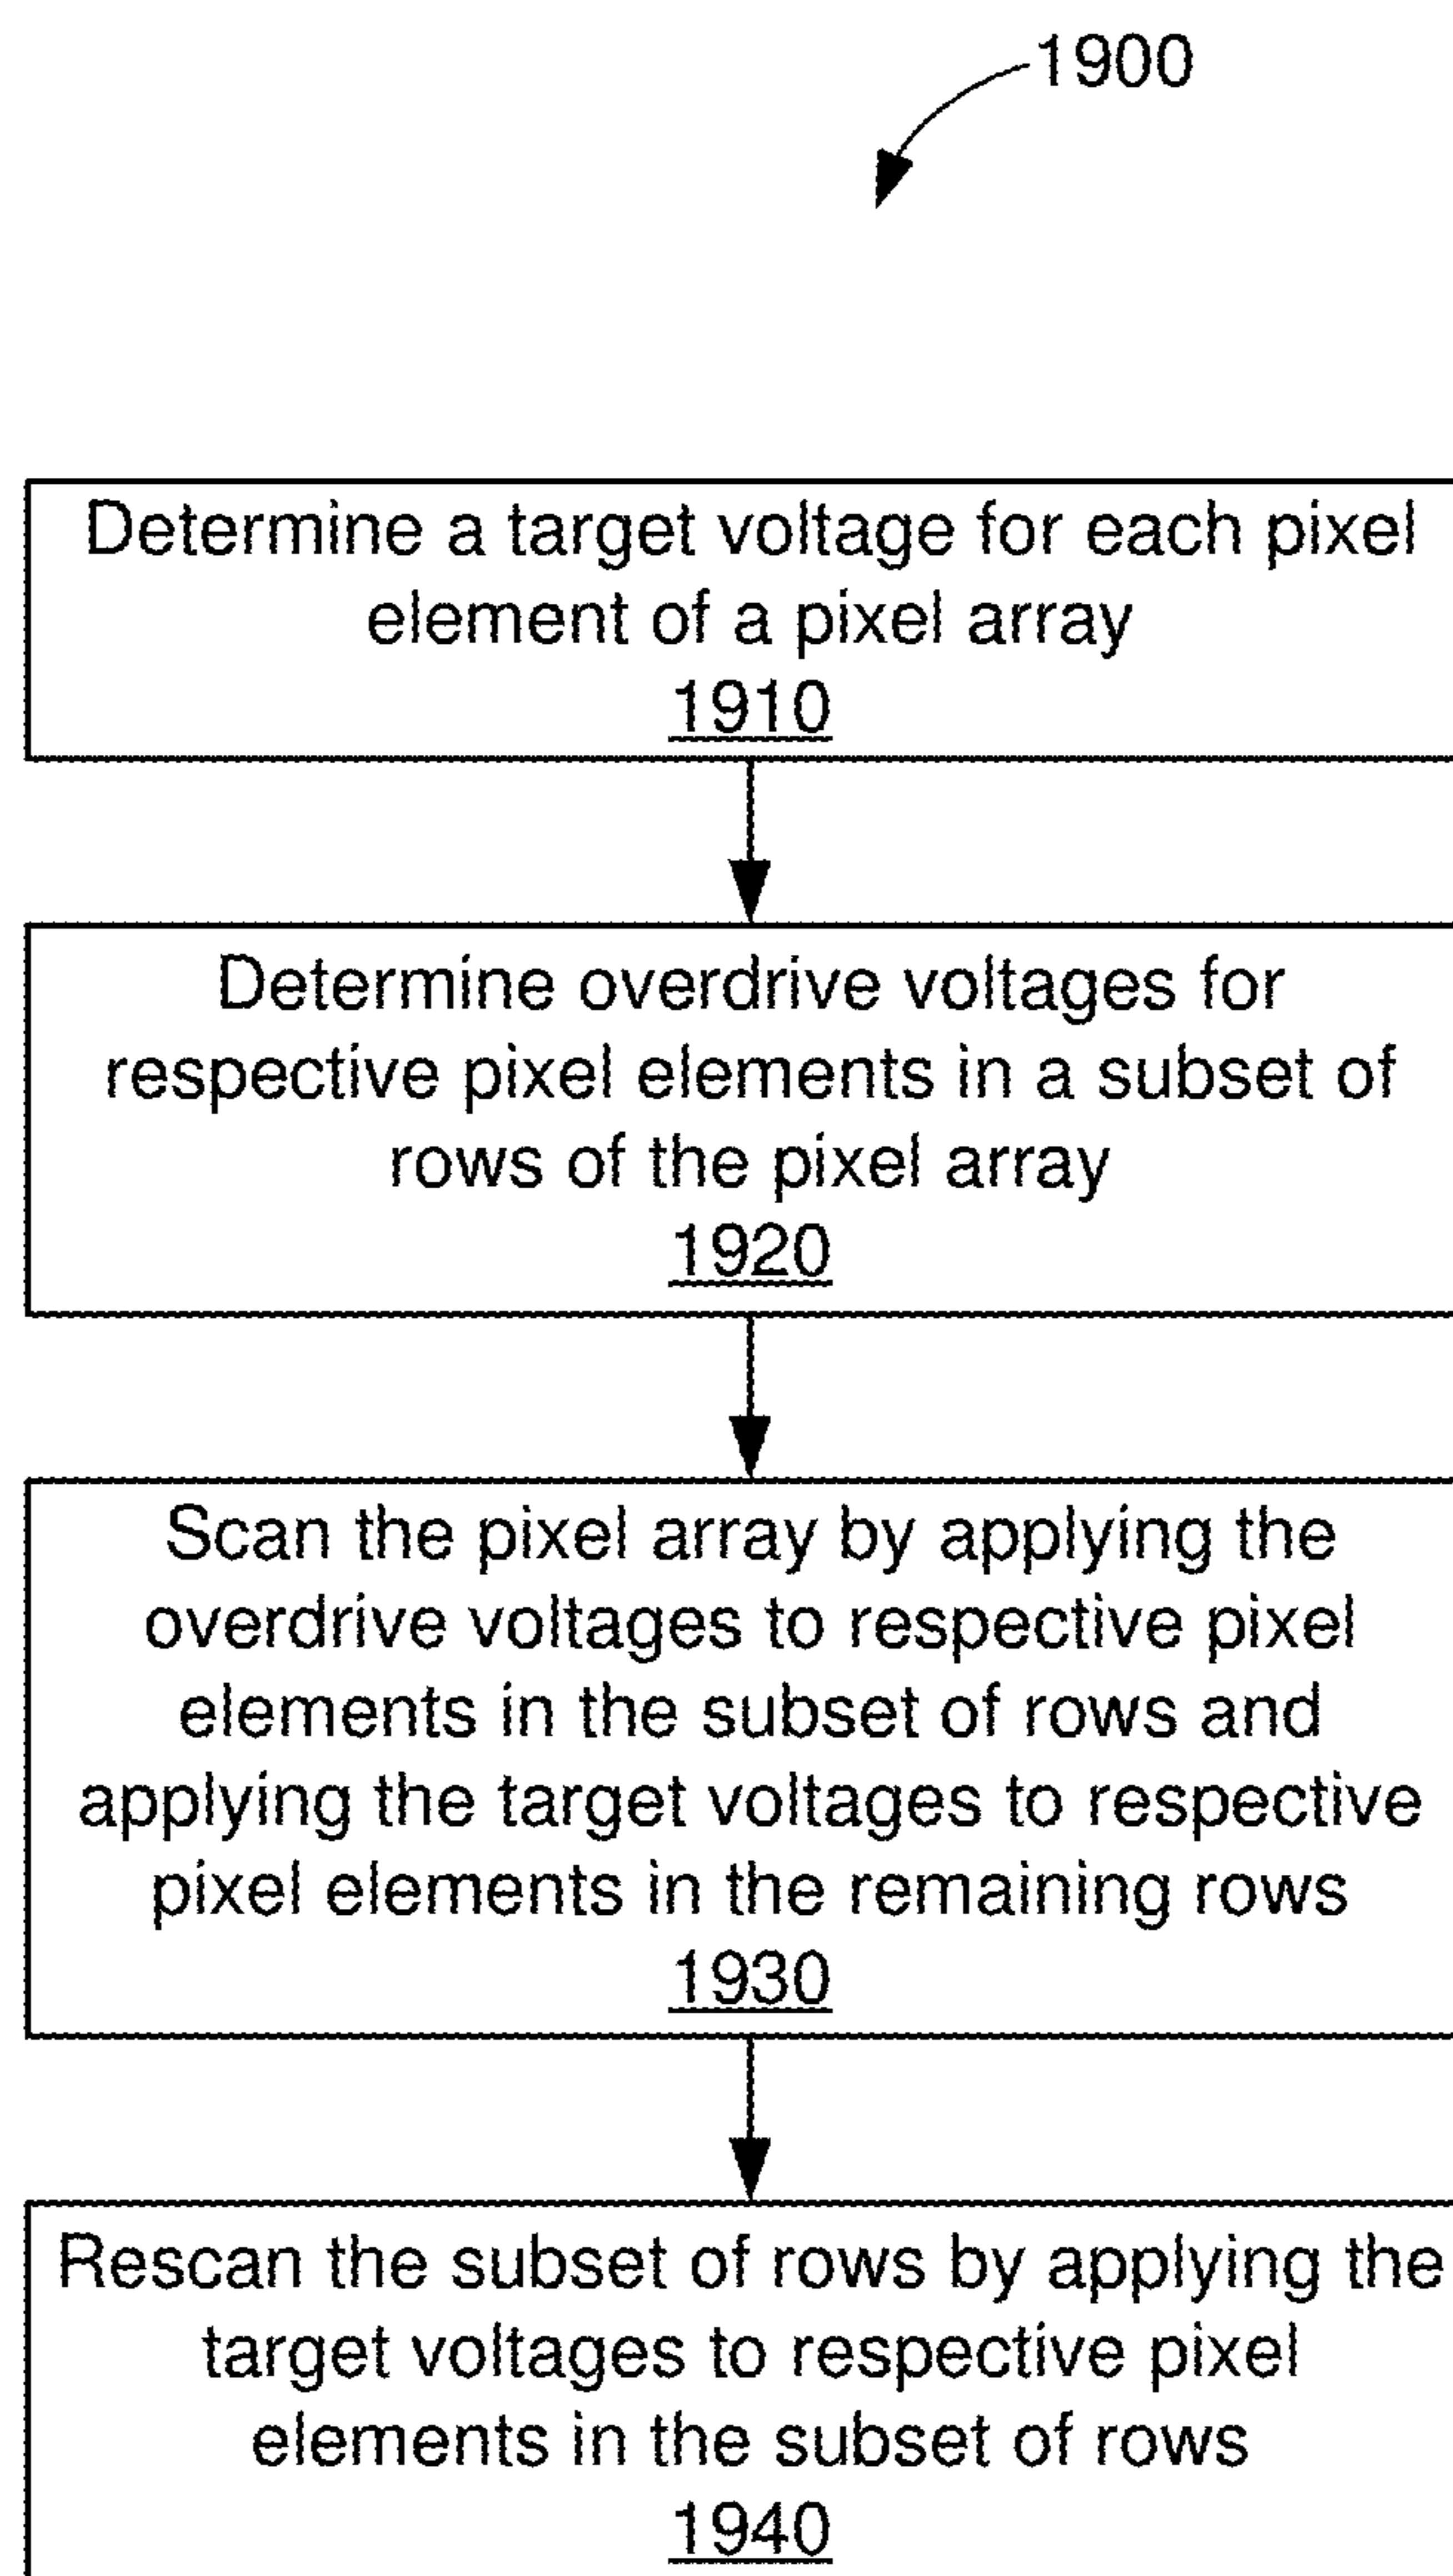 1900
Determine a target voltage for each pixel
element of a pixel array
1910
Determine overdrive voltages for
respective pixel elements in a subset of
rows of the pixel array
1920
Scan the pixel array by applying the
overdrive voltages to respective pixel
elements in the subset of rows and
applying the target voltages to respective
pixel elements in the remaining rows
1930
Rescan the subset of rows by applying the
target voltages to respective pixel
elements in the subset of rows
1940